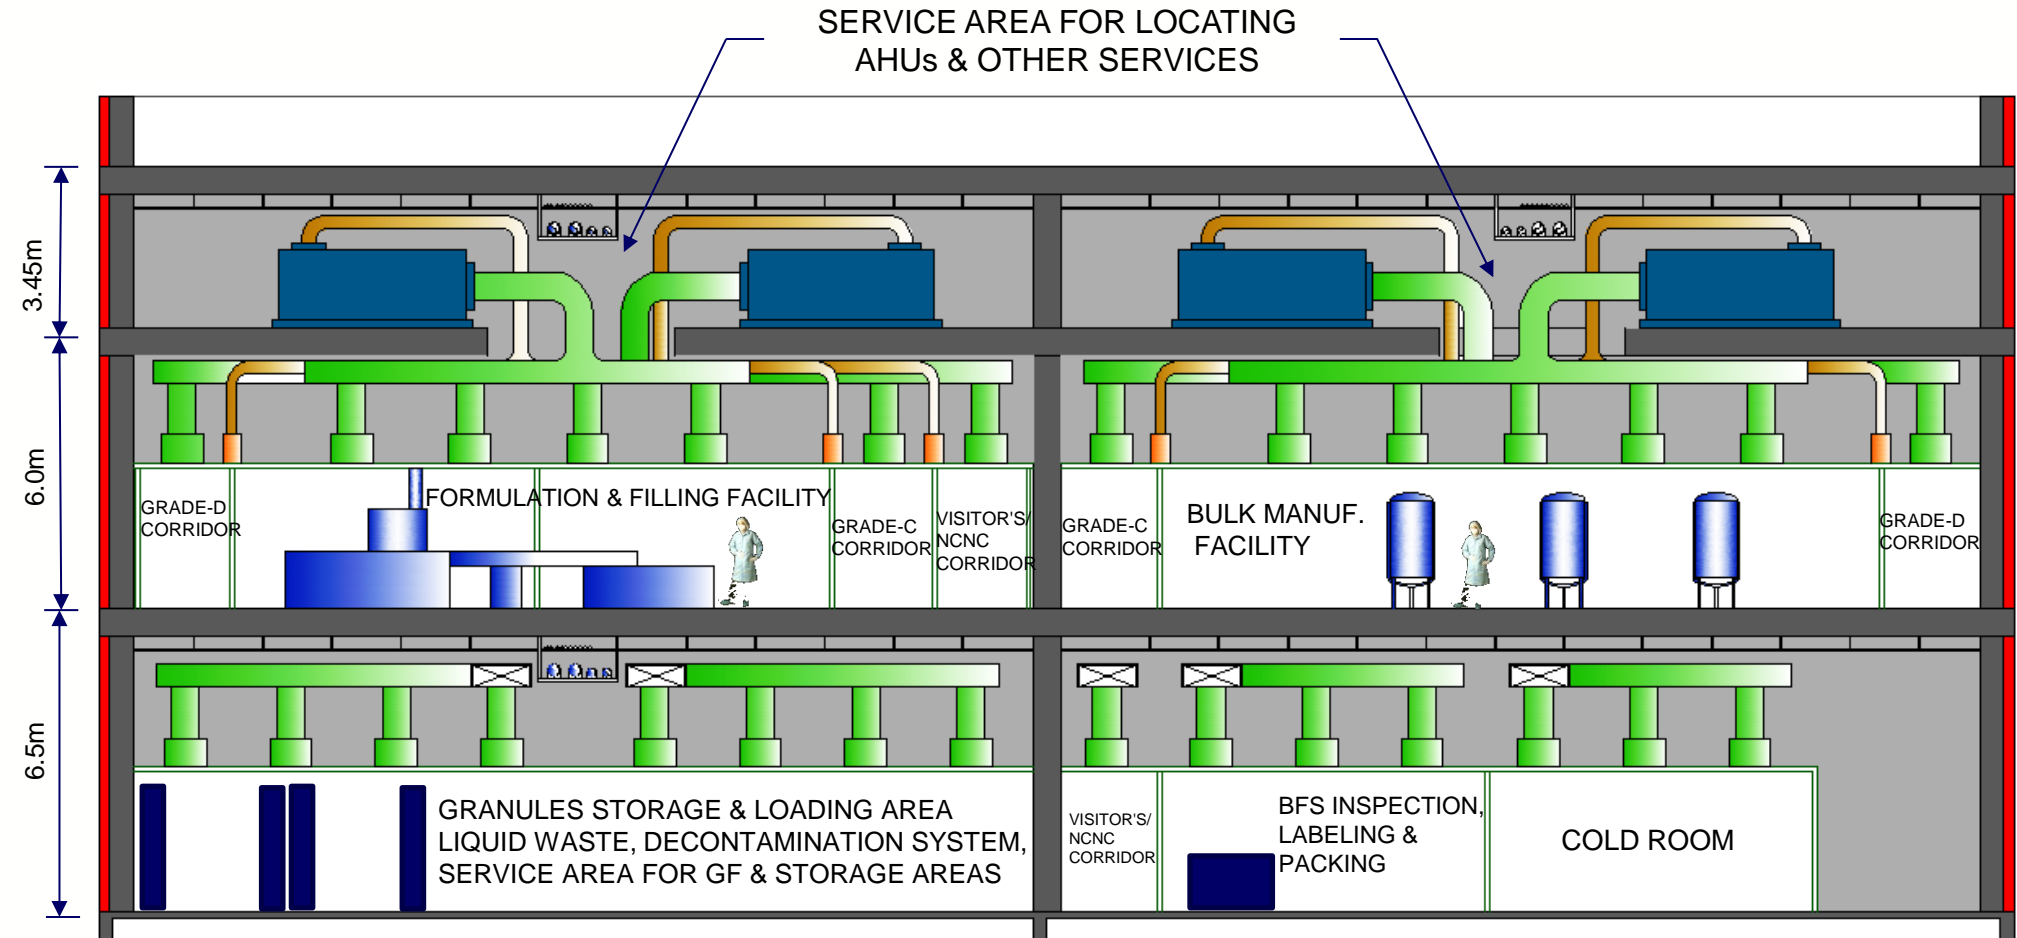 SERVICE AREA FOR LOCATING
AHUs & OTHER SERVICES
3.45m
6.0m
6.5m
GRADE-D
CORRIDOR
FORMULATION & FILLING FACILITY
GRADE-C
CORRIDOR
VISITOR'S/
NCNC
CORRIDOR
GRADE-C
CORRIDOR
BULK MANUF.
FACILITY
GRADE-D
CORRIDOR
GRANULES STORAGE & LOADING AREA
LIQUID WASTE, DECONTAMINATION SYSTEM,
SERVICE AREA FOR GF & STORAGE AREAS
VISITOR'S/
NCNC
CORRIDOR
BFS INSPECTION,
LABELING &
PACKING
COLD ROOM